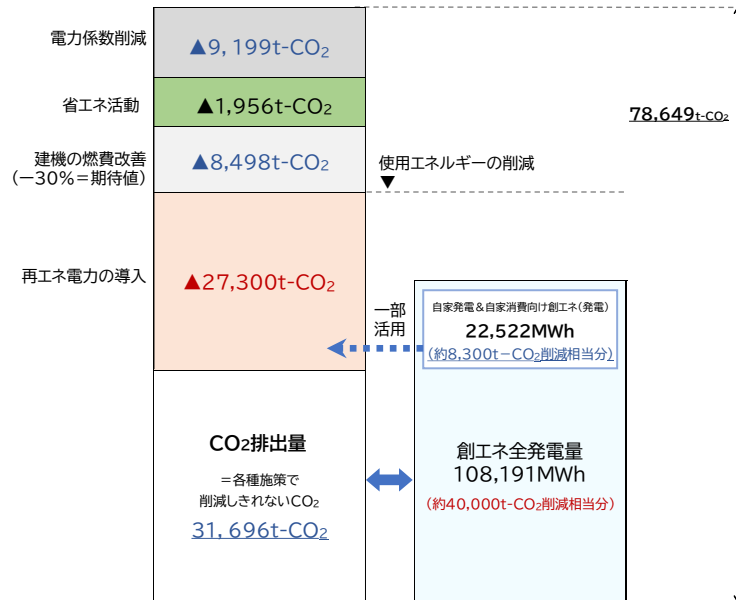 電力係数削減
▲9,199t-CO₂
省エネ活動
▲1,956t-CO₂
78,649t-CO₂
建機の燃費改善
(ー30%=期待値)
▲8,498t-CO₂
使用エネルギーの削減
▼
再エネ電力の導入
▲27,300t-CO₂
一部
活用
自家発電&自家消費向け創エネ(発電)
22,522MWh
(約8,300t−CO₂削減相当分)
CO₂排出量
=各種施策で
削減しきれないCO₂
31,696t-CO₂
創エネ全発電量
108,191MWh
(約40,000t-CO₂削減相当分)